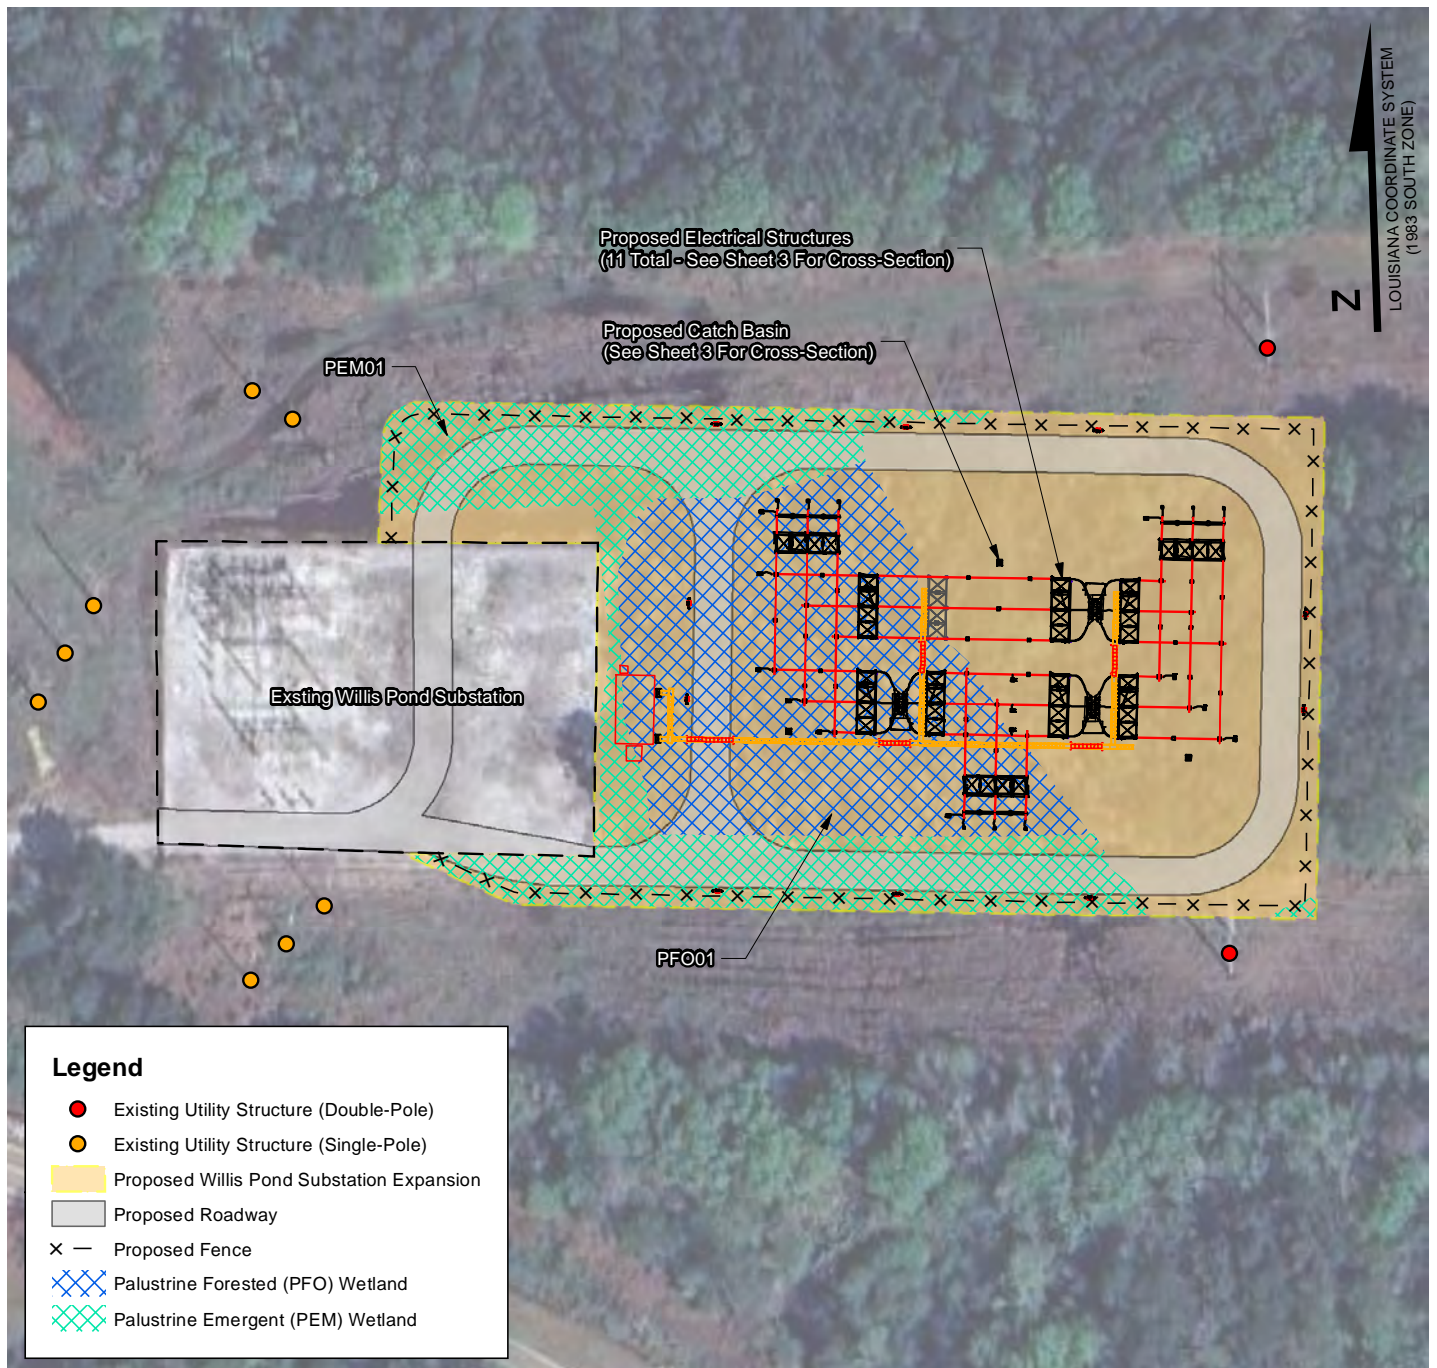 LOUISIANA COORDINATE SYSTEM
(1983 SOUTH ZONE)
Z
Proposed Electrical Structures
(11 Total - See Sheet 3 For Cross-Section)
Proposed Catch Basin
(See Sheet 3 For Cross-Section)
PEM01
Exsting Willis Pond Substation
PFO01
Legend
Existing Utility Structure (Double-Pole)
Existing Utility Structure (Single-Pole)
Proposed Willis Pond Substation Expansion
Proposed Roadway
Proposed Fence
Palustrine Forested (PFO) Wetland
Palustrine Emergent (PEM) Wetland